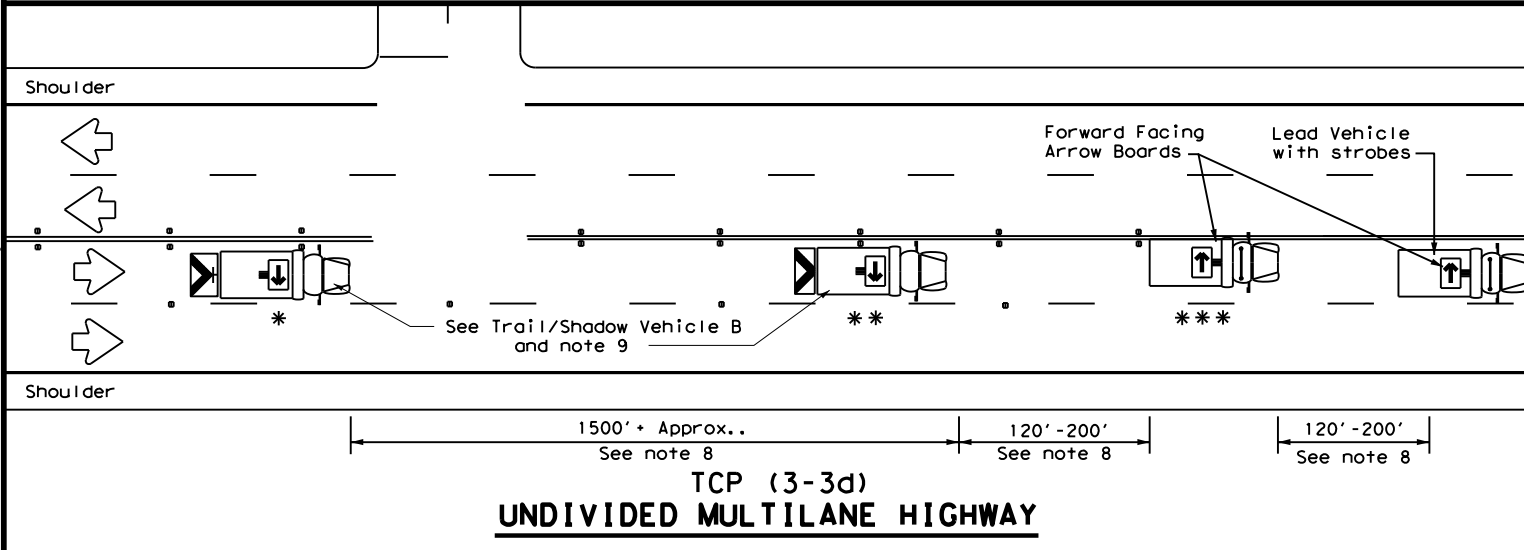 Shoulder
Forward Facing
Arrow Boards
Lead Vehicle
with strobes
*
**
***
See Trail/Shadow Vehicle B
and note 9
Shoulder
1500'+ Approx..
See note 8
120'-200'
See note 8
120'-200'
See note 8
TCP (3-3d)
UNDIVIDED MULTILANE HIGHWAY